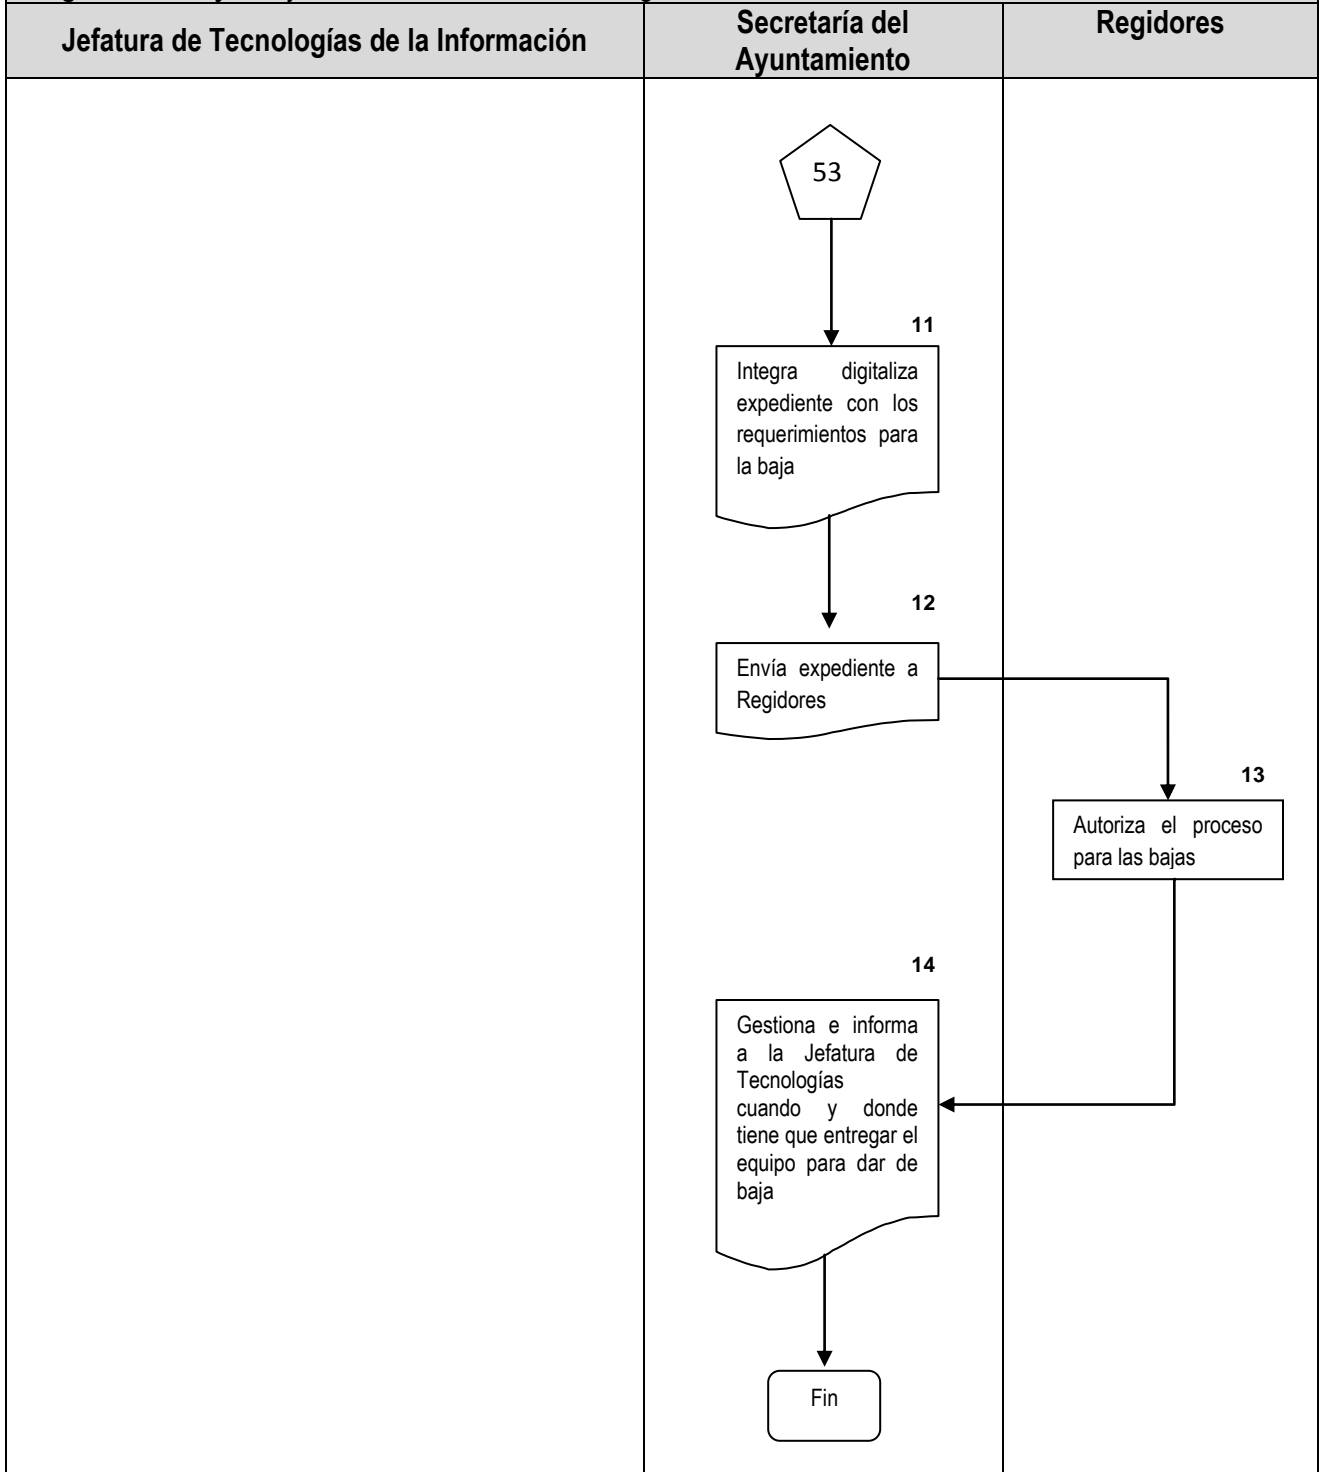 Jefatura de Tecnologías de la Información
Secretaría del
Ayuntamiento
Regidores
53
11
Integra digitaliza
expediente con los
requerimientos para
la baja
12
Envía expediente a
Regidores
13
Autoriza el proceso
para las bajas
14
Gestiona e informa
a la Jefatura de
Tecnologías
cuando y donde
tiene que entregar el
equipo para dar de
baja
Fin